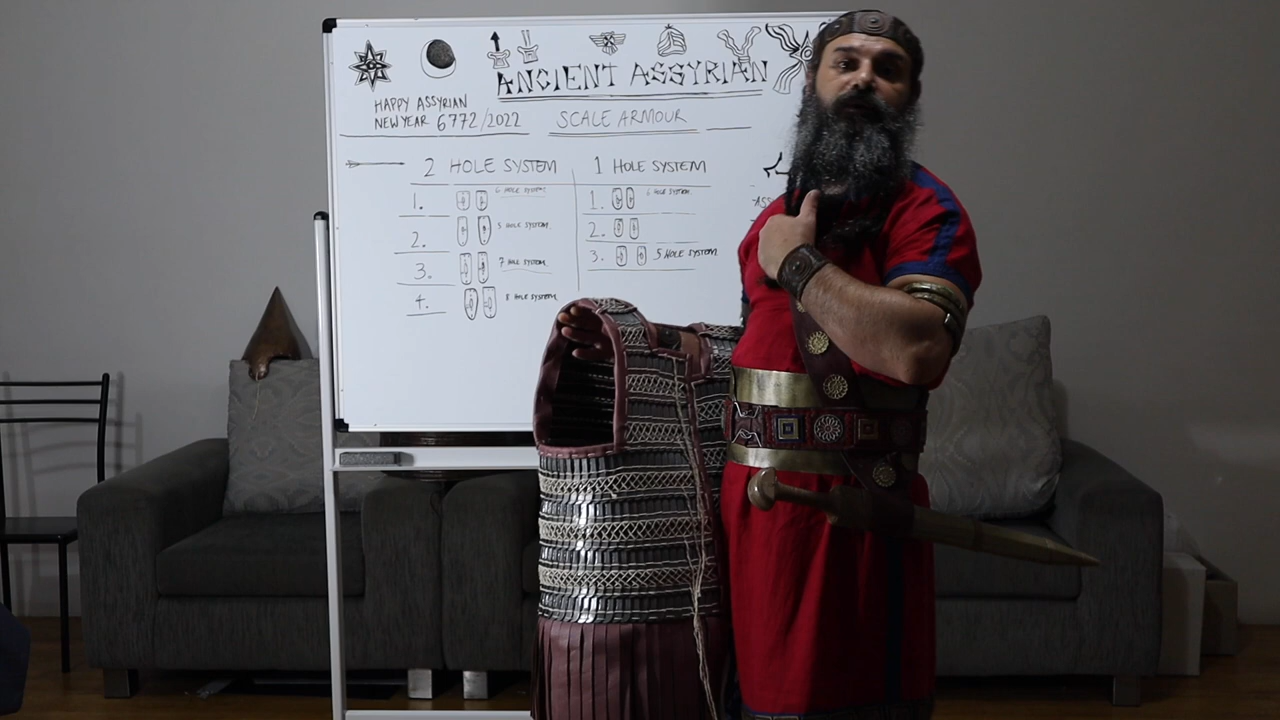 ANCIENT ASSYRIAN
HAPPY ASSYRIAN
NEW YEAR 6772/2022
SCALE ARMOUR
2 HOLE SYSTEM
1. 6 HOLE SYSTEM
2. 5 HOLE SYSTEM
3. 7 HOLE SYSTEM
4. 8 HOLE SYSTEM
1 HOLE SYSTEM
1. 6 HOLE SYSTEM
2.
3. 5 HOLE SYSTEM